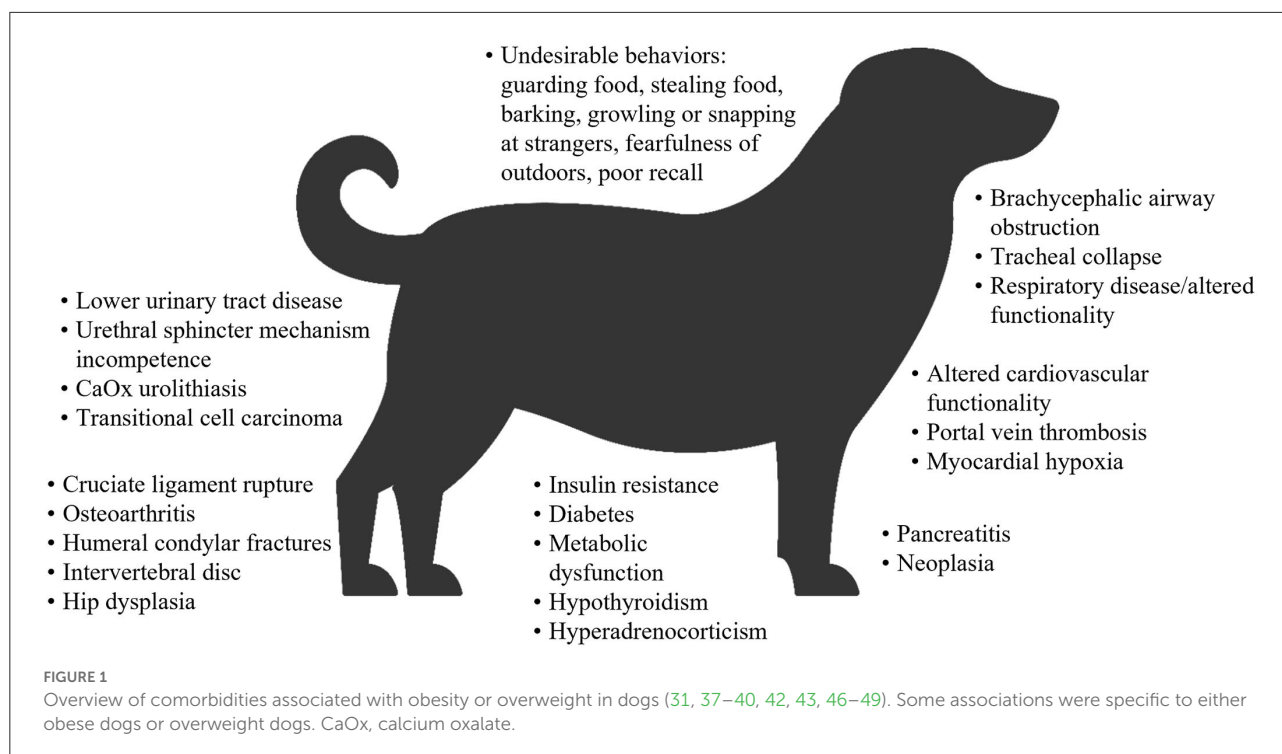 • Undesirable behaviors:
guarding food, stealing food,
barking, growling or snapping
at strangers, fearfulness of
outdoors, poor recall
• Brachycephalic airway
obstruction
• Tracheal collapse
• Respiratory disease/altered
functionality
• Lower urinary tract disease
• Urethral sphincter mechanism
incompetence
• CaOx urolithiasis
• Transitional cell carcinoma
• Altered cardiovascular
functionality
• Portal vein thrombosis
• Myocardial hypoxia
• Cruciate ligament rupture
• Osteoarthritis
• Humeral condylar fractures
• Intervertebral disc
• Hip dysplasia
• Insulin resistance
• Diabetes
• Metabolic
dysfunction
• Hypothyroidism
• Hyperadrenocorticism
• Pancreatitis
• Neoplasia
FIGURE 1
Overview of comorbidities associated with obesity or overweight in dogs (31, 37–40, 42, 43, 46–49). Some associations were specific to either
obese dogs or overweight dogs. CaOx, calcium oxalate.